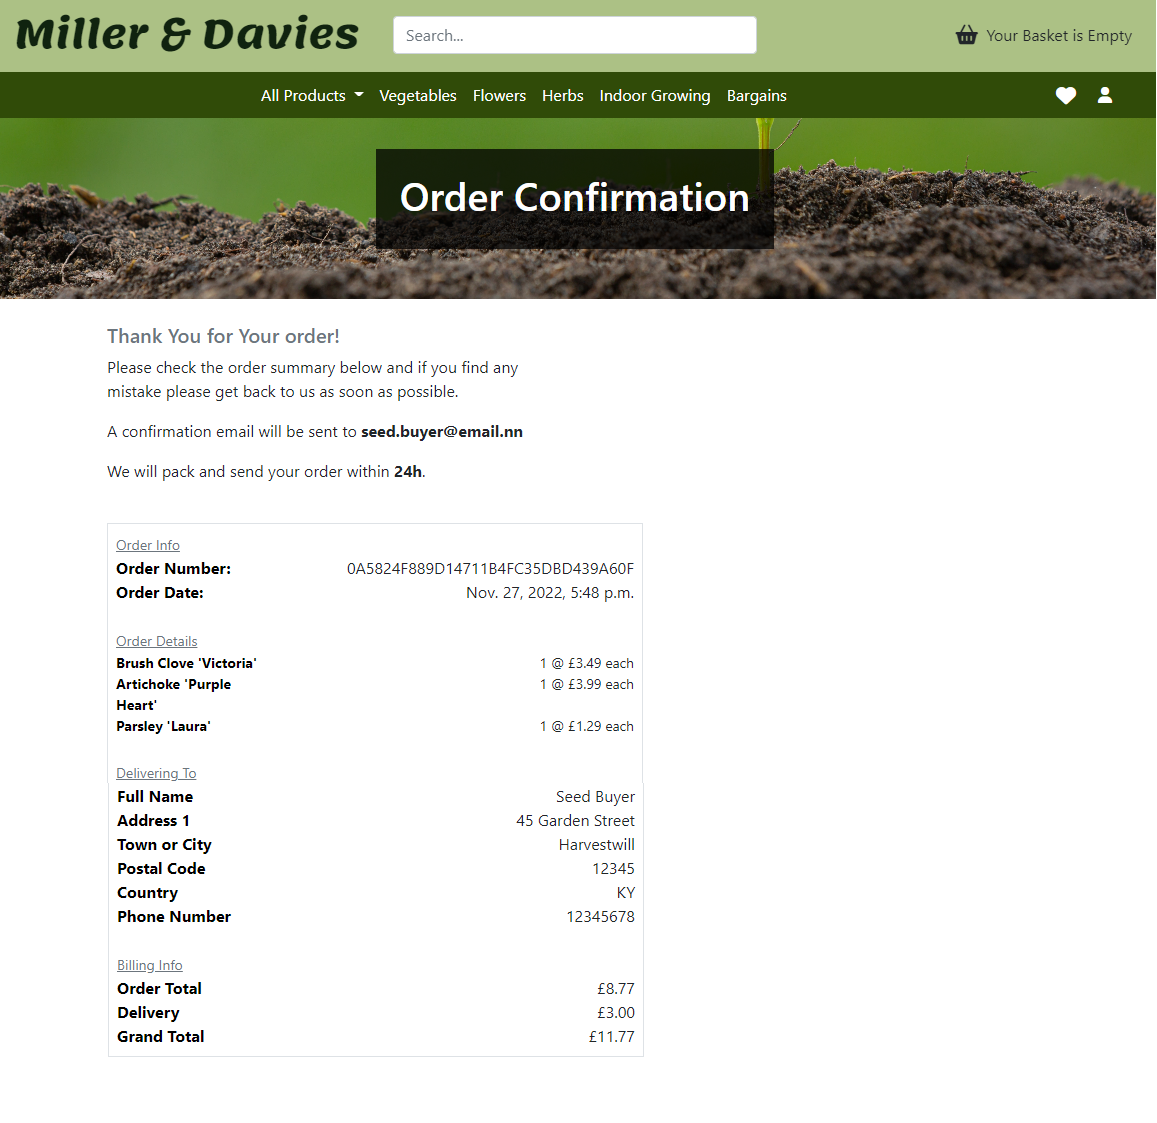 Miller & Davies
Search...
Your Basket is Empty
All Products
Vegetables
Flowers
Herbs
Indoor Growing
Bargains
Order Confirmation
Thank You for Your order!
Please check the order summary below and if you find any
mistake please get back to us as soon as possible.
A confirmation email will be sent to seed.buyer@email.nn
We will pack and send your order within 24h.
Order Info
Order Number: 0A5824F889D14711B4FC35DBD439A60F
Order Date: Nov. 27, 2022, 5:48 p.m.
Order Details
Brush Clove 'Victoria' 1 @ £3.49 each
Artichoke 'Purple 1 @ £3.99 each
Heart'
Parsley 'Laura' 1 @ £1.29 each
Delivering To
Full Name Seed Buyer
Address 1 45 Garden Street
Town or City Harvestwill
Postal Code 12345
Country KY
Phone Number 12345678
Billing Info
Order Total £8.77
Delivery £3.00
Grand Total £11.77